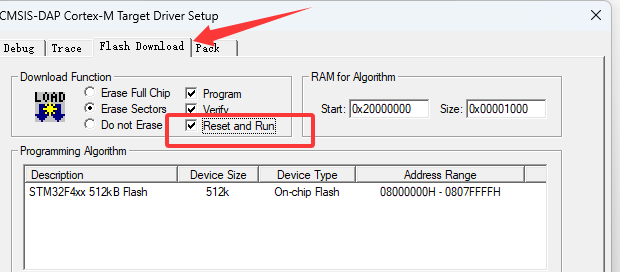 CMSIS-DAP Cortex-M Target Driver Setup
Debug Trace Flash Download Pack
Download Function
LOAD
Erase Full Chip
Erase Sectors
Do not Erase
Program
Verify
Reset and Run
RAM for Algorithm
Start: 0x20000000 Size: 0x00001000
Programming Algorithm
Description Device Size Device Type Address Range
STM32F4xx 512kB Flash 512k On-chip Flash 08000000H - 0807FFFFH